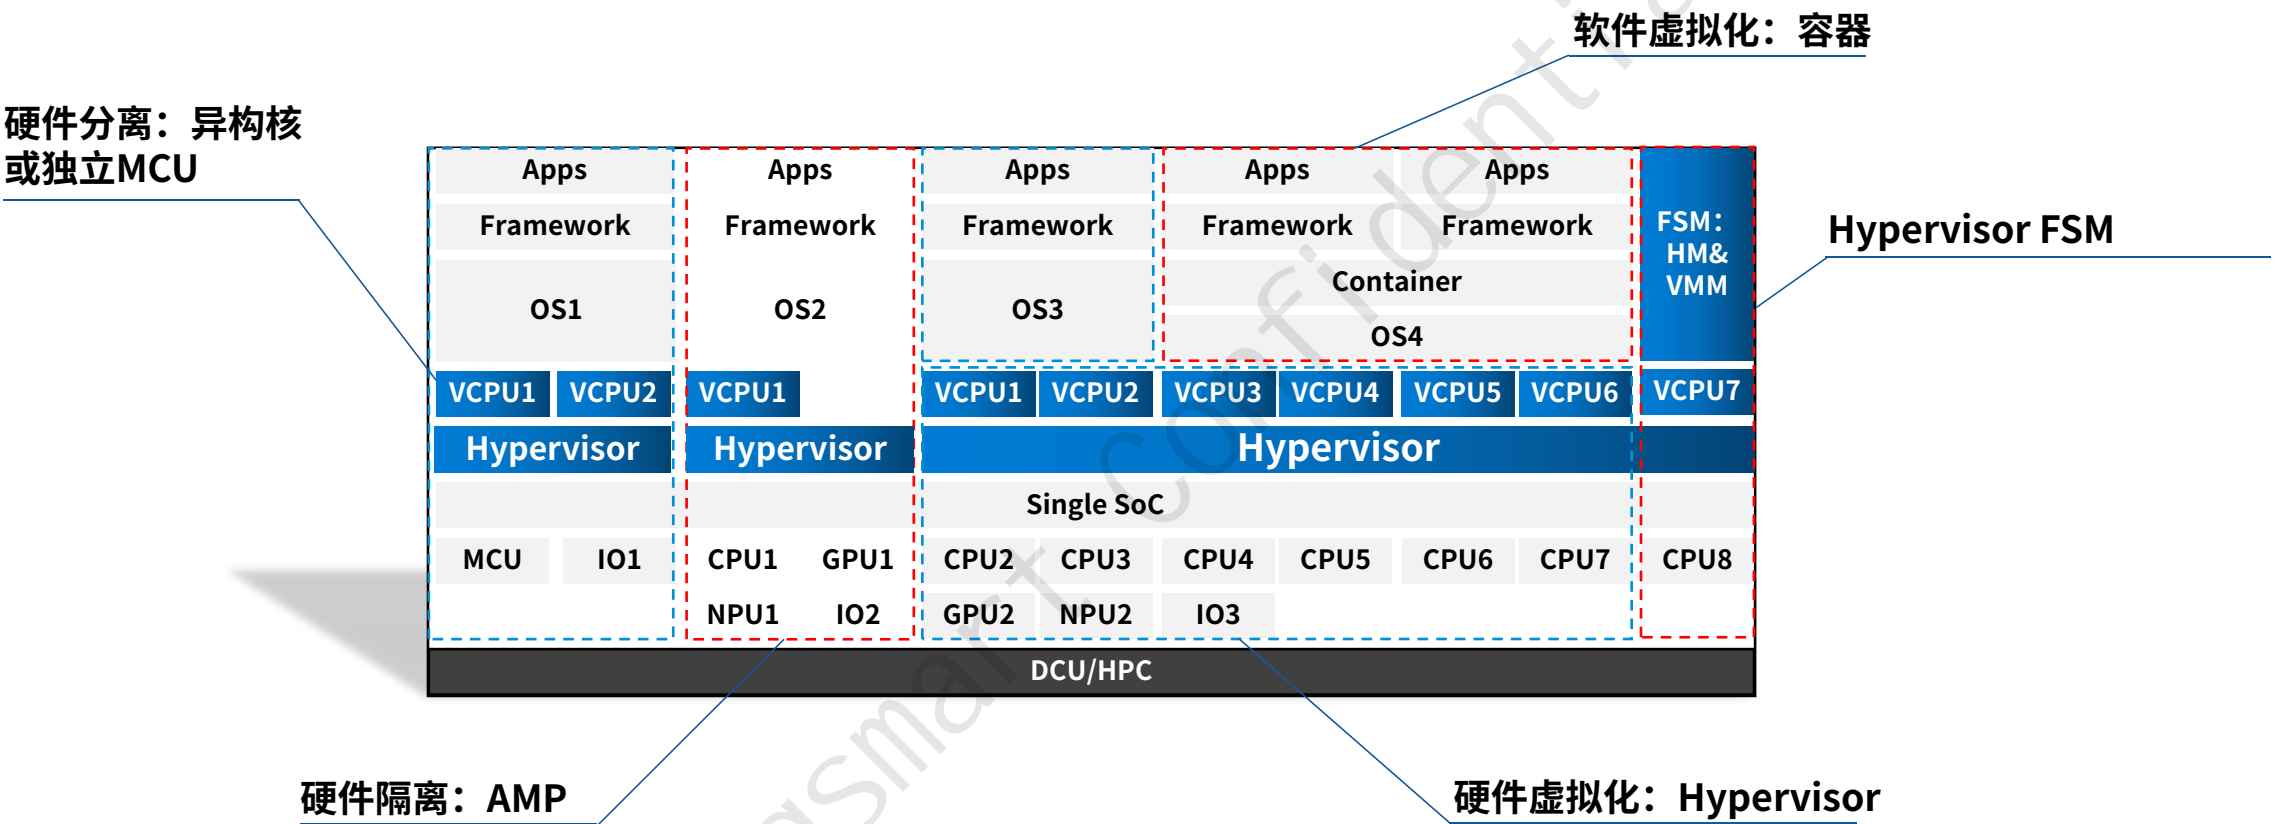 软件虚拟化：容器
硬件分离：异构核
或独立MCU
Apps Apps Apps Apps Apps
Framework Framework Framework Framework Framework
FSM：
HM&
VMM
Hypervisor FSM
Container
OS1 OS2 OS3
OS4
VCPU1 VCPU2 VCPU1 VCPU1 VCPU2 VCPU3 VCPU4 VCPU5 VCPU6 VCPU7
Hypervisor Hypervisor Hypervisor
Single SoC
MCU IO1 CPU1 GPU1 CPU2 CPU3 CPU4 CPU5 CPU6 CPU7 CPU8
NPU1 IO2 GPU2 NPU2 IO3
DCU/HPC
硬件隔离：AMP
硬件虚拟化：Hypervisor